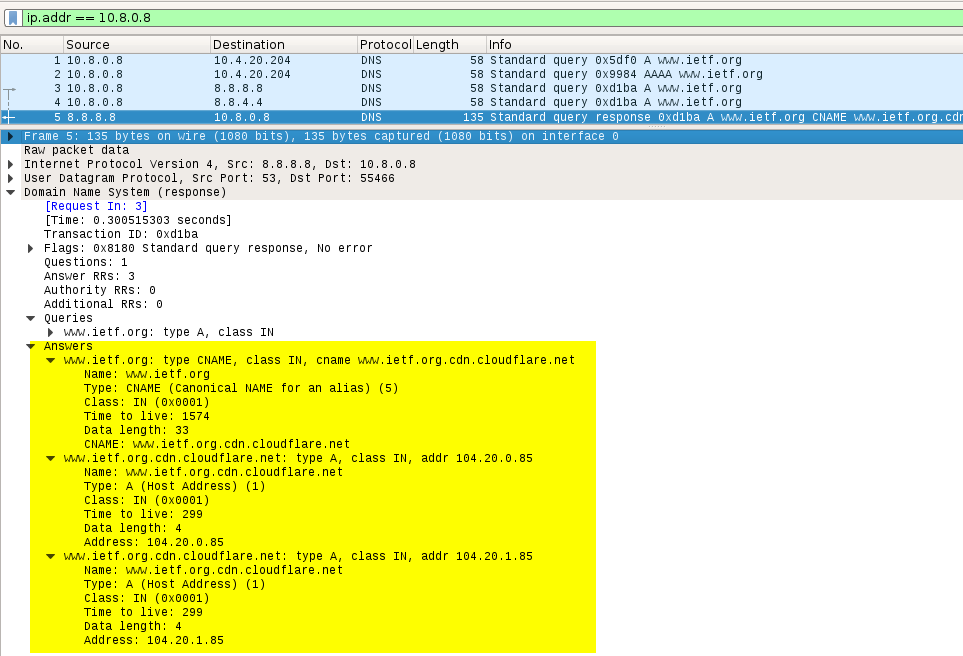 ip.addr == 10.8.0.8
No. Source Destination Protocol Length Info
1 10.8.0.8 10.4.20.204 DNS 58 Standard query 0x5df0 A www.ietf.org
2 10.8.0.8 10.4.20.204 DNS 58 Standard query 0x9984 AAAA www.ietf.org
3 10.8.0.8 8.8.8.8 DNS 58 Standard query 0xd1ba A www.ietf.org
4 10.8.0.8 8.8.4.4 DNS 58 Standard query 0xd1ba A www.ietf.org
5 8.8.8.8 10.8.0.8 DNS 135 Standard query response 0xd1ba A www.ietf.org CNAME www.ietf.org.cdn
Frame 5: 135 bytes on wire (1080 bits), 135 bytes captured (1080 bits) on interface 0
Raw packet data
Internet Protocol Version 4, Src: 8.8.8.8, Dst: 10.8.0.8
User Datagram Protocol, Src Port: 53, Dst Port: 55466
Domain Name System (response)
[Request In: 3]
[Time: 0.300515303 seconds]
Transaction ID: 0xd1ba
Flags: 0x8180 Standard query response, No error
Questions: 1
Answer RRs: 3
Authority RRs: 0
Additional RRs: 0
Queries
www.ietf.org: type A, class IN
Answers
www.ietf.org: type CNAME, class IN, cname www.ietf.org.cdn.cloudflare.net
Name: www.ietf.org
Type: CNAME (Canonical NAME for an alias) (5)
Class: IN (0x0001)
Time to live: 1574
Data length: 33
CNAME: www.ietf.org.cdn.cloudflare.net
www.ietf.org.cdn.cloudflare.net: type A, class IN, addr 104.20.0.85
Name: www.ietf.org.cdn.cloudflare.net
Type: A (Host Address) (1)
Class: IN (0x0001)
Time to live: 299
Data length: 4
Address: 104.20.0.85
www.ietf.org.cdn.cloudflare.net: type A, class IN, addr 104.20.1.85
Name: www.ietf.org.cdn.cloudflare.net
Type: A (Host Address) (1)
Class: IN (0x0001)
Time to live: 299
Data length: 4
Address: 104.20.1.85